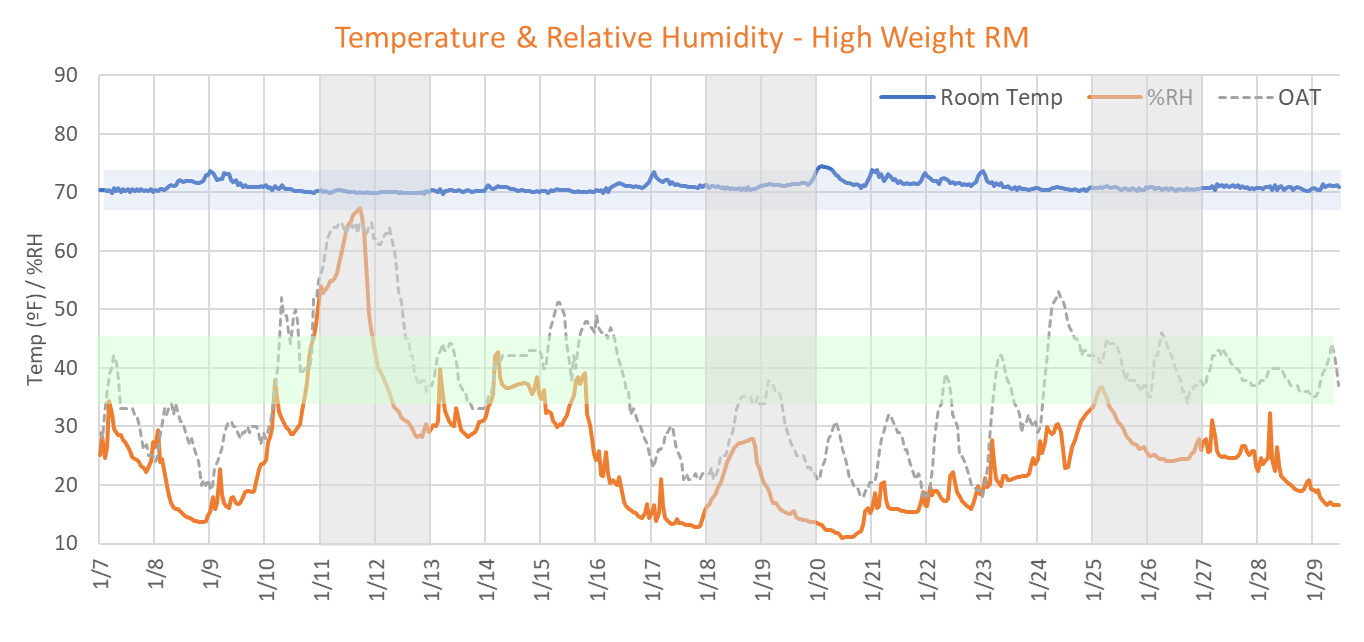 Temperature & Relative Humidity - High Weight RM
90
80
70
60
50
40
30
20
10
Temp (ºF) / %RH
Room Temp %RH OAT
1/7 1/8 1/9 1/10 1/11 1/12 1/13 1/14 1/15 1/16 1/17 1/18 1/19 1/20 1/21 1/22 1/23 1/24 1/25 1/26 1/27 1/28 1/29